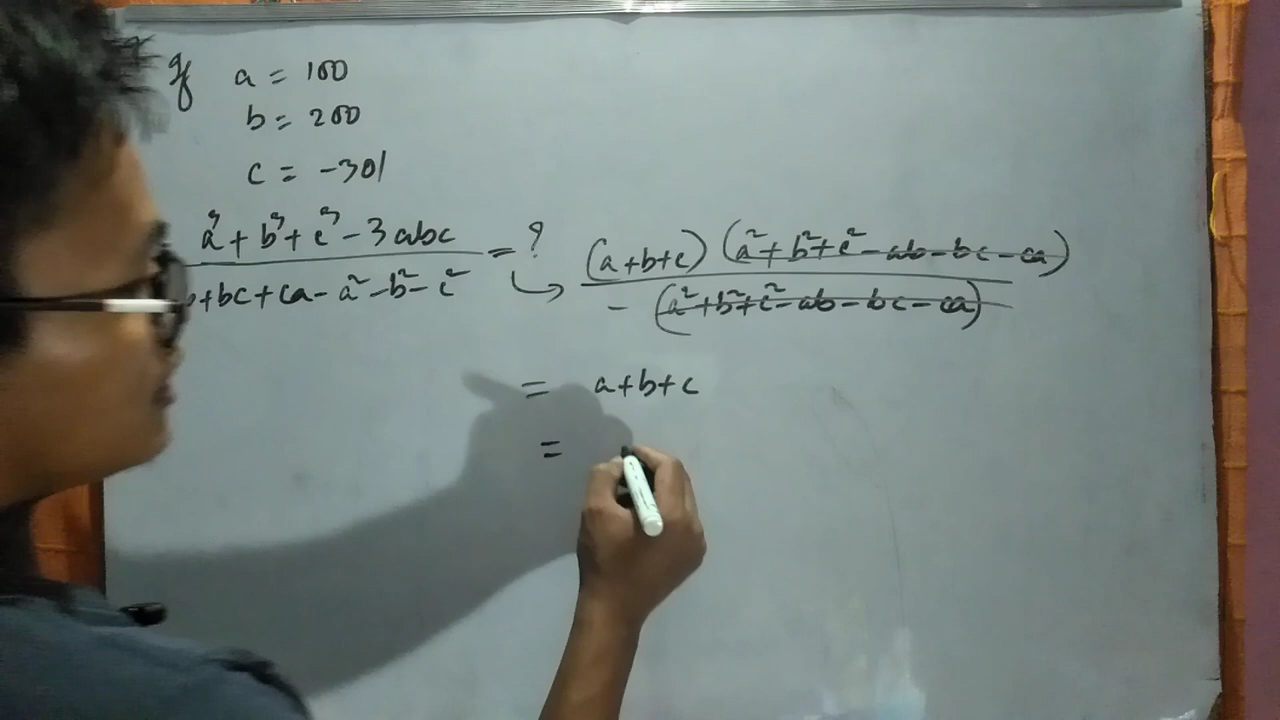 If a = 100
b = 200
c = -301
a³ + b³ + c³ - 3abc = ? (a+b+c) (a² + b² + c² - ab - bc - ca)
+ bc + ca - a² - b² - c² - (a² + b² + c² - ab - bc - ca)
= a+b+c
=